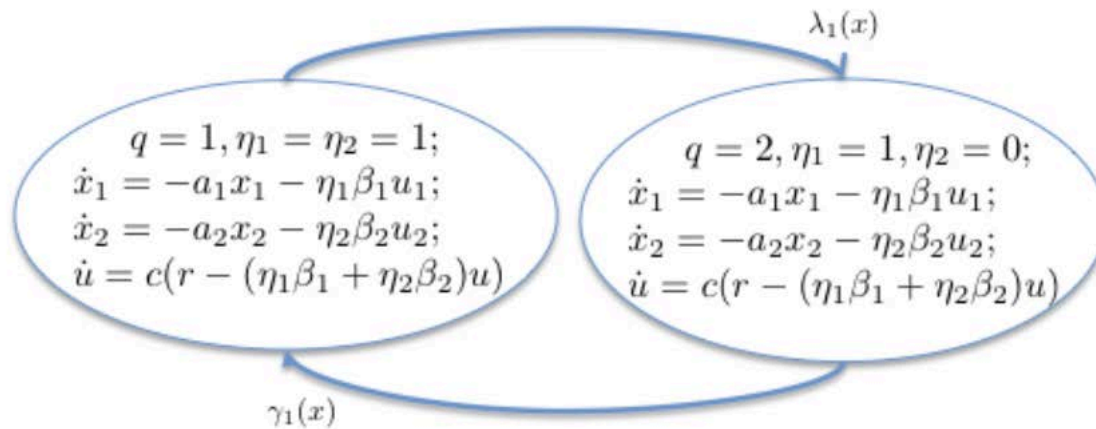 λ₁(x)
q = 1, η₁ = η₂ = 1;
ẋ₁ = −a₁x₁ − η₁β₁u₁;
ẋ₂ = −a₂x₂ − η₂β₂u₂;
u̇ = c(r − (η₁β₁ + η₂β₂)u)
q = 2, η₁ = 1, η₂ = 0;
ẋ₁ = −a₁x₁ − η₁β₁u₁;
ẋ₂ = −a₂x₂ − η₂β₂u₂;
u̇ = c(r − (η₁β₁ + η₂β₂)u)
γ₁(x)